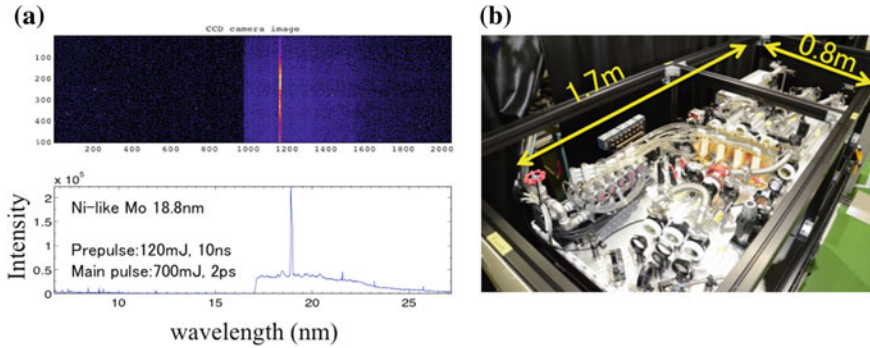 (a)
CCD camera image
100
200
300
400
500
200 400 600 800 1000 1200 1400 1600 1800 2000
x 10⁵
2
1.5
1
0.5
0
Intensity
Ni-like Mo 18.8nm
Prepulse:120mJ, 10ns
Main pulse:700mJ, 2ps
10 15 20 25
wavelength (nm)
(b)
1.7m
0.8m